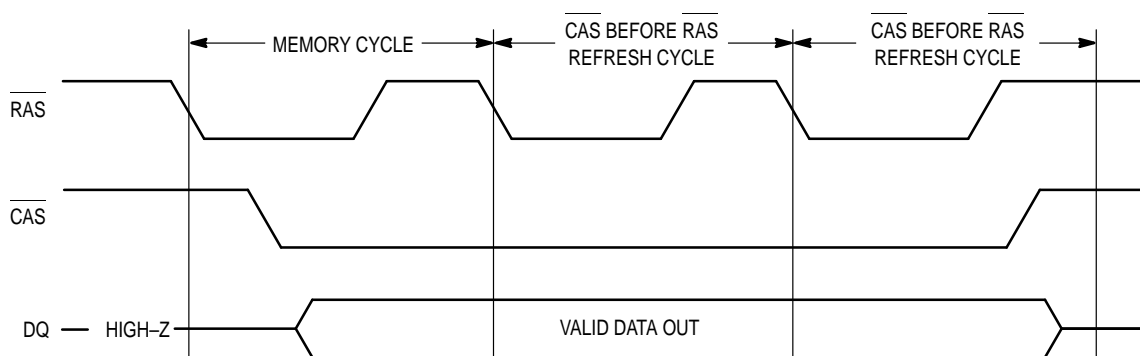 MEMORY CYCLE
CAS BEFORE RAS
REFRESH CYCLE
CAS BEFORE RAS
REFRESH CYCLE
RAS
CAS
DQ
HIGH–Z
VALID DATA OUT